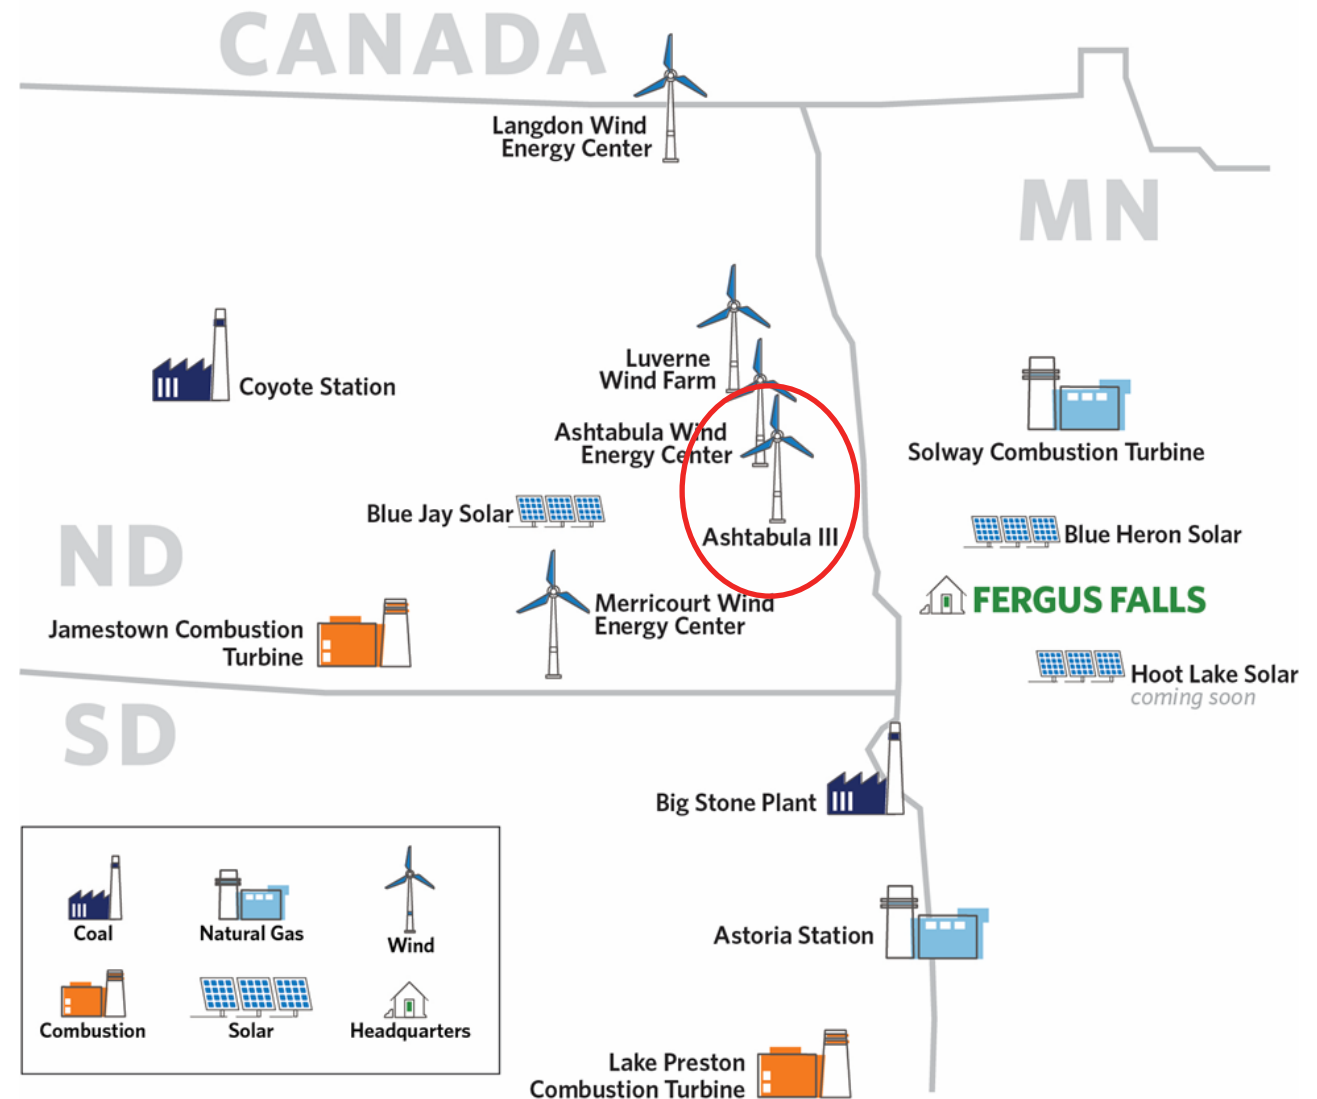 CANADA
Langdon Wind
Energy Center
MN
Luverne
Wind Farm
Coyote Station
Ashtabula Wind
Energy Center
Solway Combustion Turbine
Blue Jay Solar
Ashtabula III
Blue Heron Solar
ND
FERGUS FALLS
Merricourt Wind
Energy Center
Jamestown Combustion
Turbine
Hoot Lake Solar
coming soon
SD
Big Stone Plant
Coal
Natural Gas
Wind
Astoria Station
Combustion
Solar
Headquarters
Lake Preston
Combustion Turbine